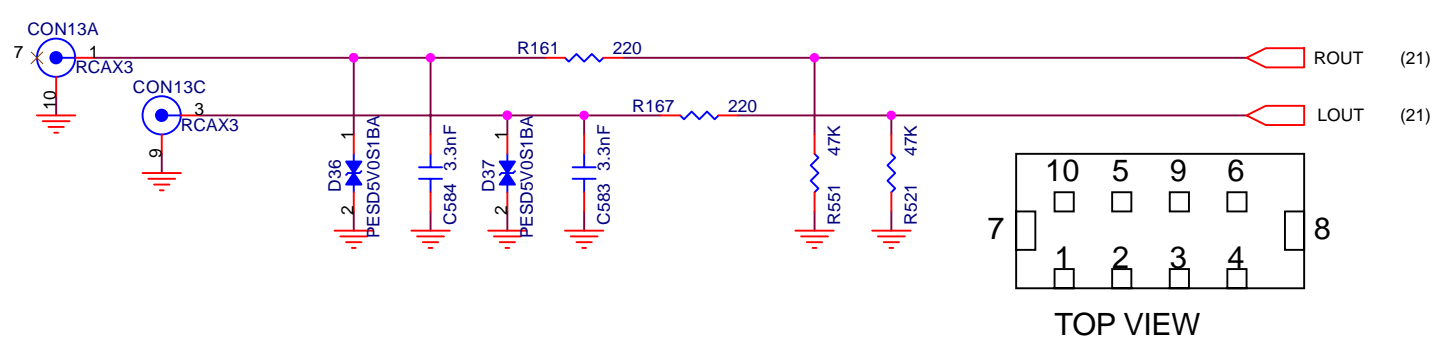 CON13A
7
1
RCAX3
10
CON13C
3
RCAX3
9
R161 220
R167 220
ROUT (21)
LOUT (21)
1
D36
2
PESD5V0S1BA
3.3nF
C584
1
D37
2
PESD5V0S1BA
3.3nF
C583
47K
R551
47K
R521
10 5 9 6
7 8
1 2 3 4
TOP VIEW